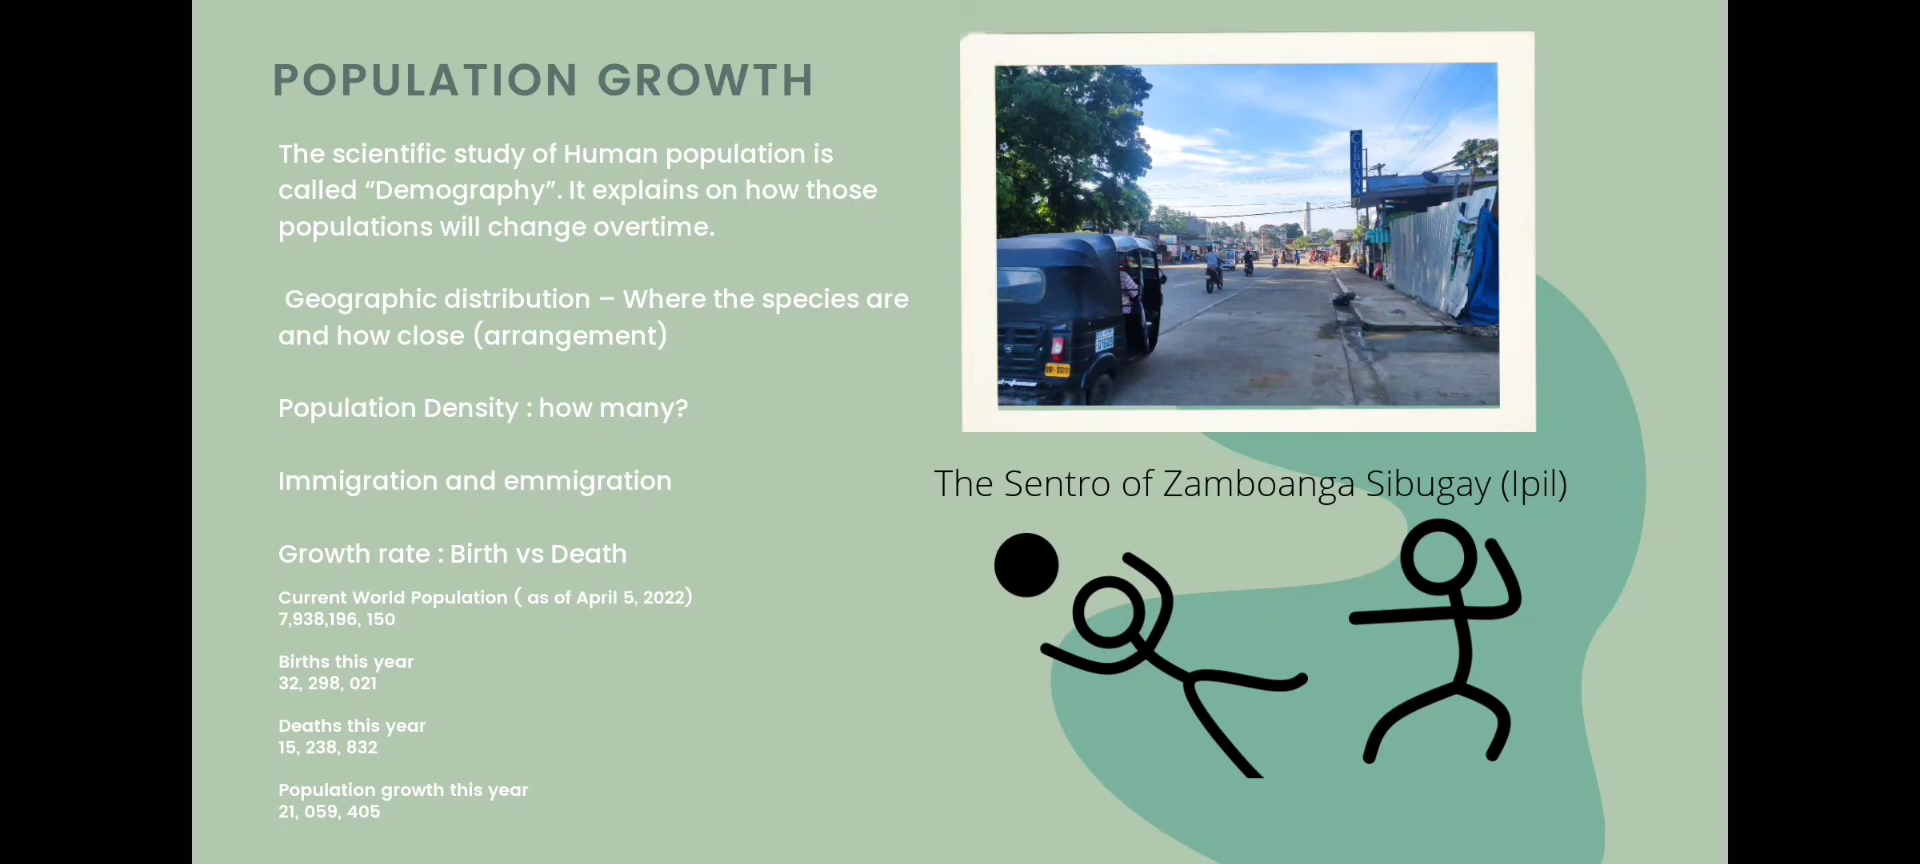 POPULATION GROWTH
The scientific study of Human population is
called “Demography”. It explains on how those
populations will change overtime.
Geographic distribution – Where the species are
and how close (arrangement)
Population Density : how many?
Immigration and emmigration
Growth rate : Birth vs Death
Current World Population ( as of April 5, 2022)
7,938,196, 150
Births this year
32, 298, 021
Deaths this year
15, 238, 832
Population growth this year
21, 059, 405
CEBUANA
The Sentro of Zamboanga Sibugay (Ipil)